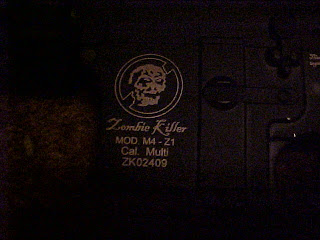 Zombie Killer
MOD. M4 - Z1
Cal. Multi
ZK02409